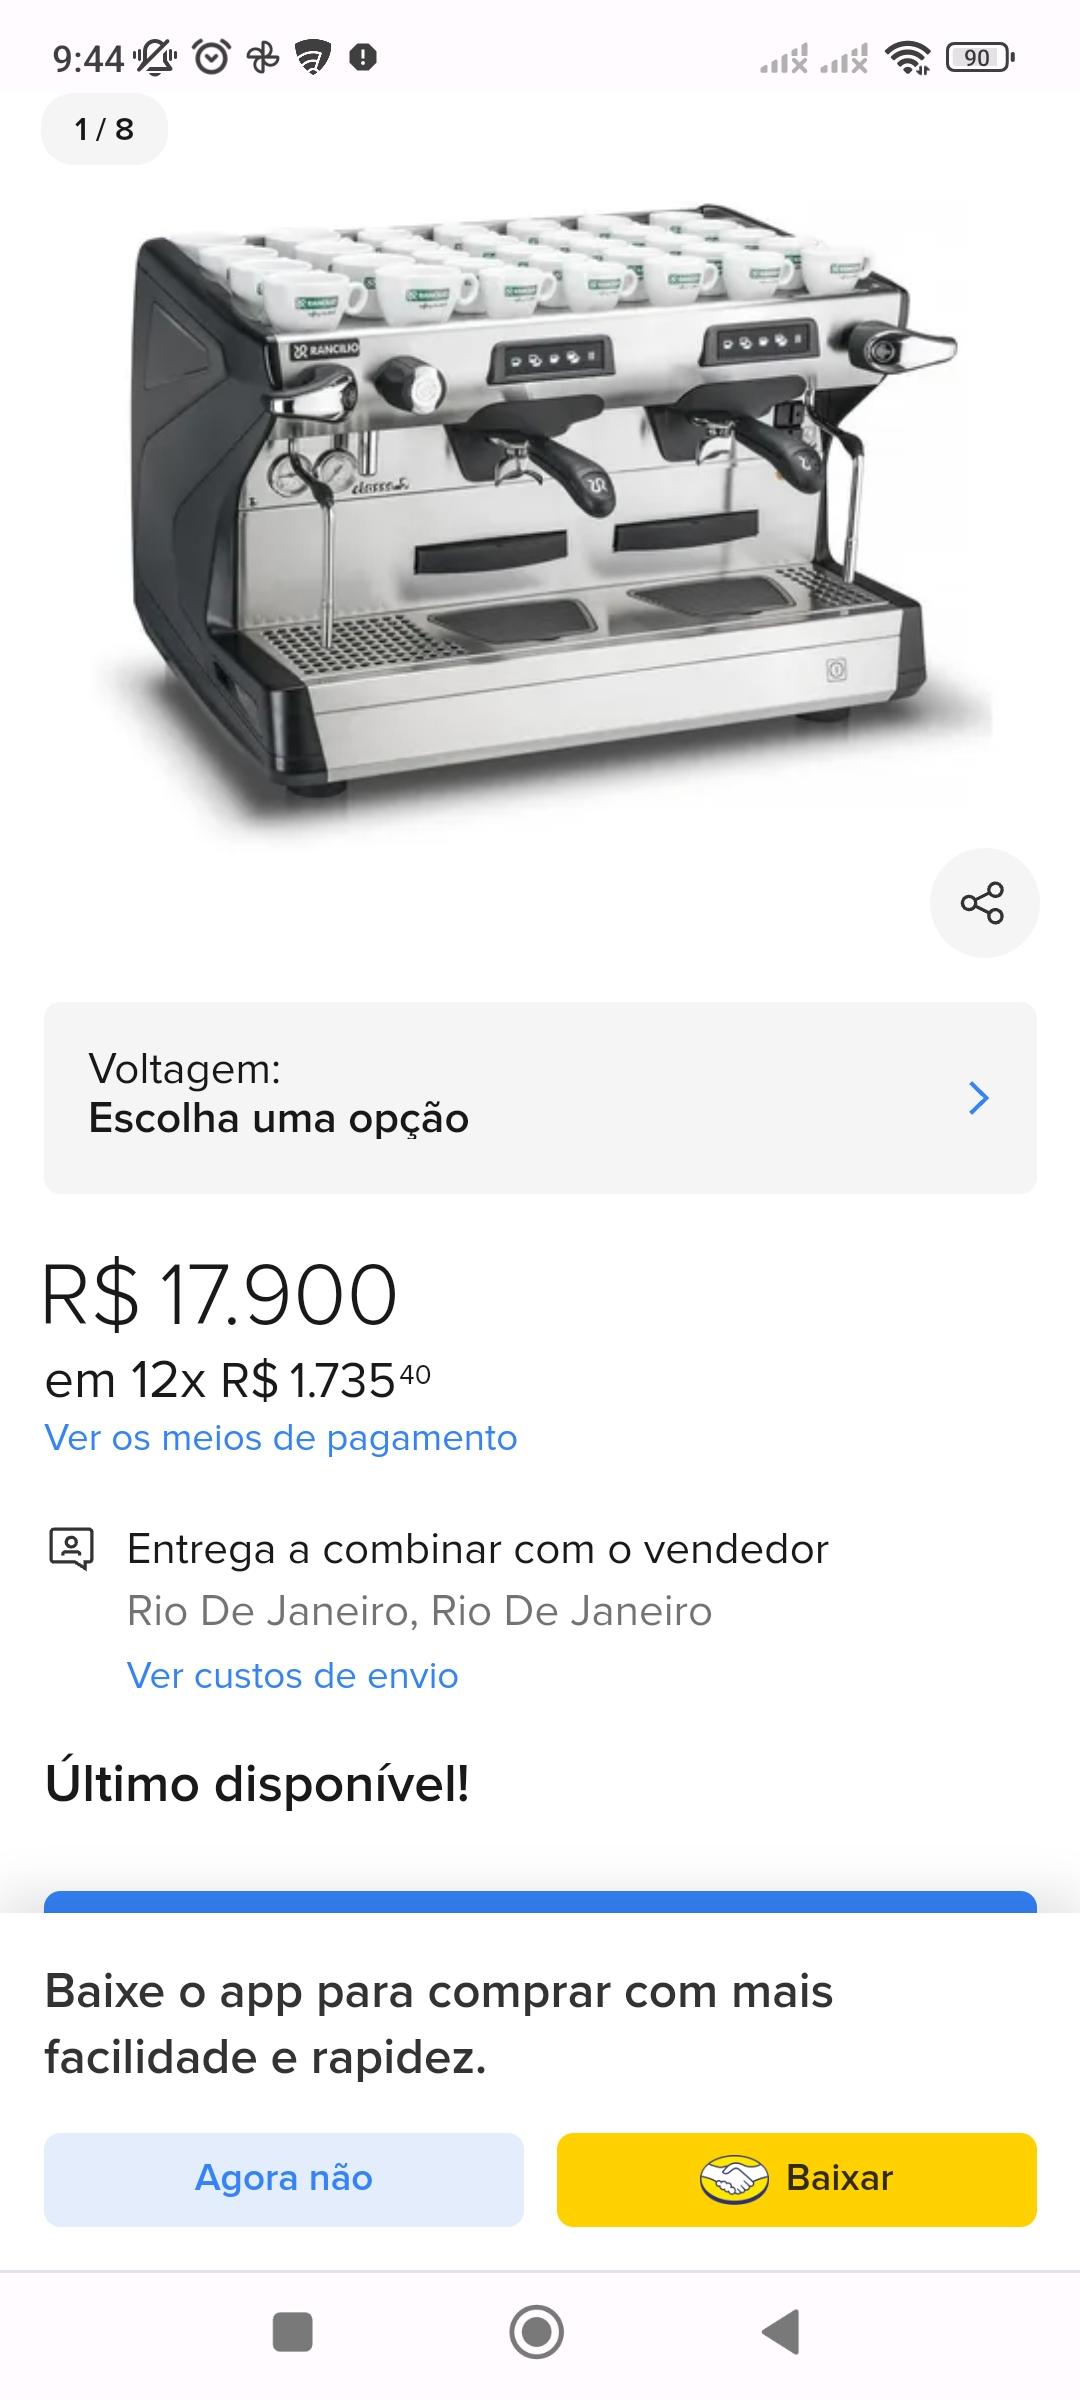 9:44
90
1 / 8
RANCILIO
classe 5
Voltagem:
Escolha uma opção
R$ 17.900
em 12x R$ 1.735 40
Ver os meios de pagamento
Entrega a combinar com o vendedor
Rio De Janeiro, Rio De Janeiro
Ver custos de envio
Último disponível!
Baixe o app para comprar com mais
facilidade e rapidez.
Agora não
Baixar